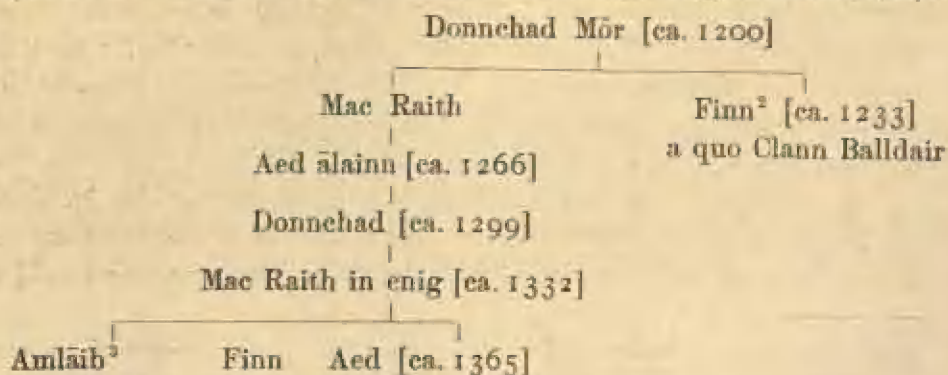 Donnchad Mōr [ca. 1200]
Mac Raith Finn² [ca. 1233]
a quo Clann Balldair
Aed ālainn [ca. 1266]
Donnchad [ca. 1299]
Mac Raith in enig [ca. 1332]
Amlāib³ Finn Aed [ca. 1365]